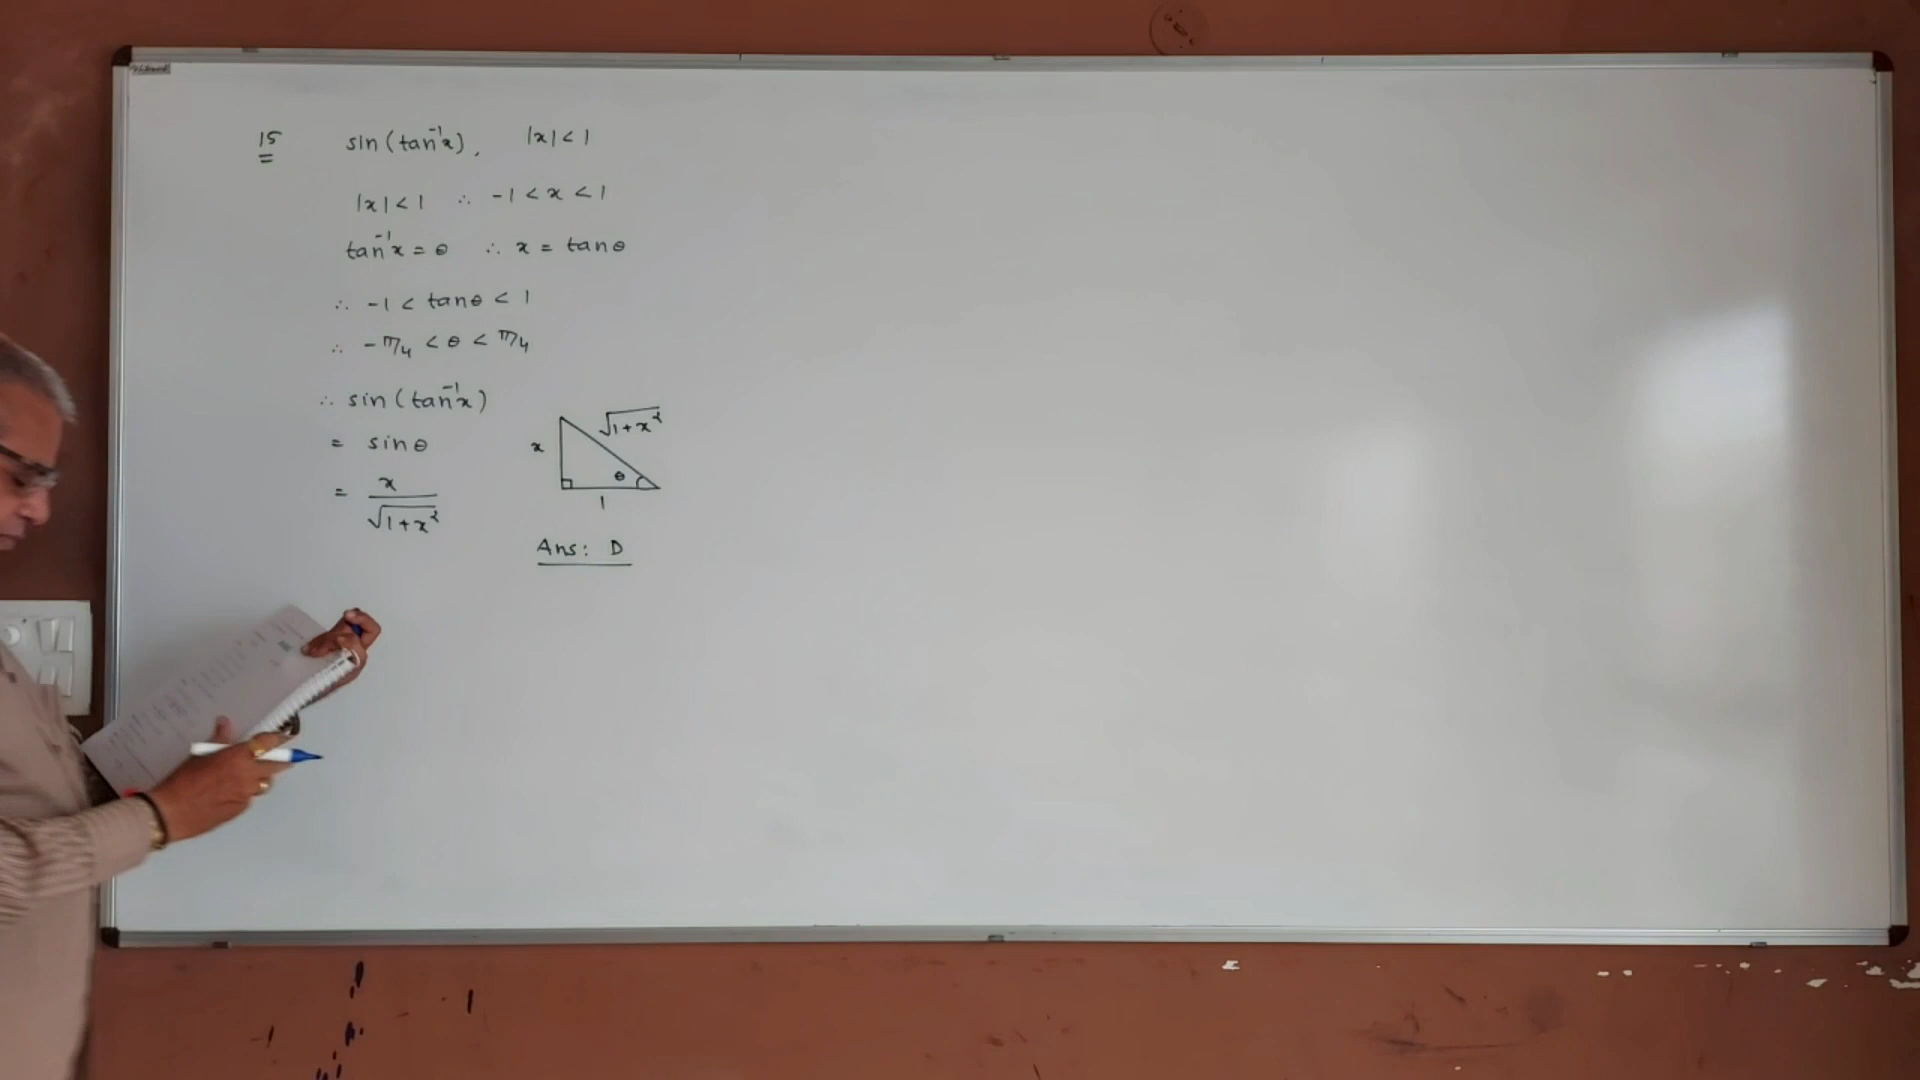 15 sin(tan⁻¹x), |x| < 1
|x| < 1 ∴ -1 < x < 1
tan⁻¹x = θ ∴ x = tanθ
∴ -1 < tanθ < 1
∴ -π/4 < θ < π/4
∴ sin(tan⁻¹x)
= sinθ
= x/√(1+x²)
x
√(1+x²)
θ
1
Ans: D